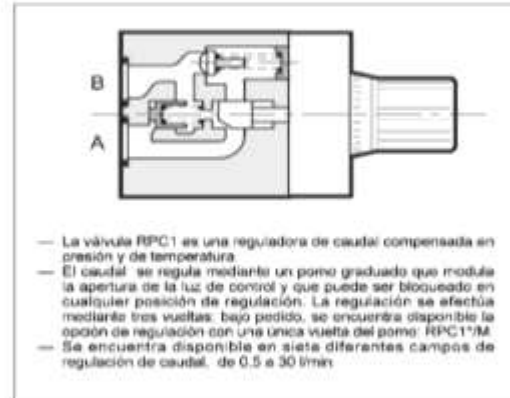 B
A
— La válvula RPC1 es una reguladora de caudal compensada en
presión y de temperatura
— El caudal se regula mediante un pomo graduado que modula
la apertura de la luz de control y que puede ser bloqueado en
cualquier posición de regulación. La regulación se efectúa
mediante tres vueltas: bajo pedido, se encuentra disponible la
opción de regulación con una única vuelta del pomo: RPC1*/M.
— Se encuentra disponible en siete diferentes campos de
regulación de caudal, de 0.5 a 30 l/min